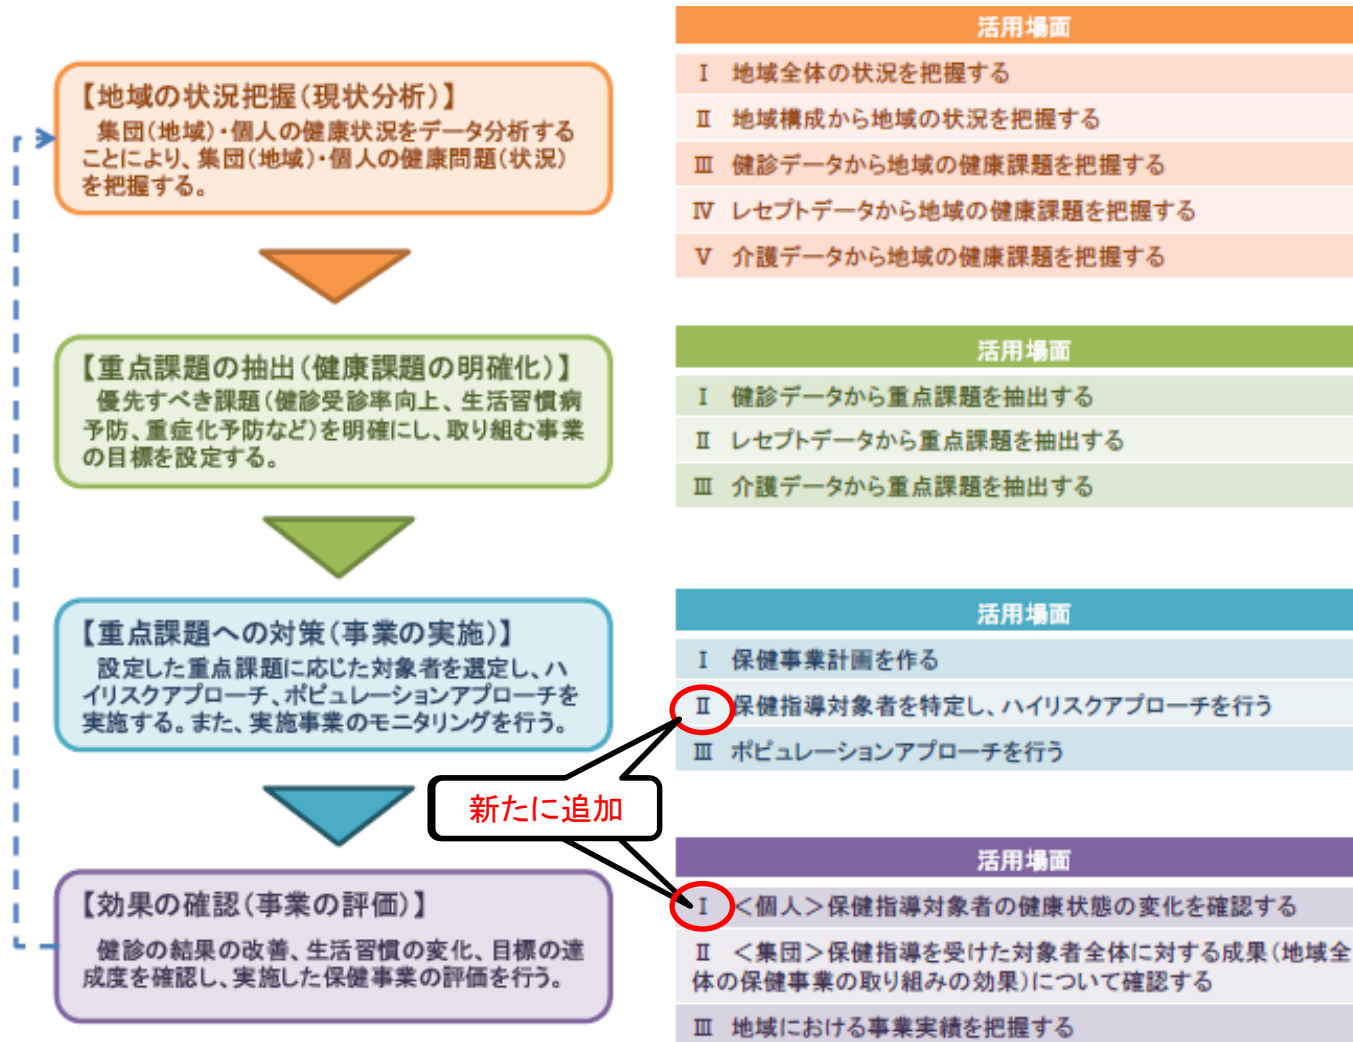 【地域の状況把握(現状分析)】
集団(地域)・個人の健康状況をデータ分析する
ことにより、集団(地域)・個人の健康問題(状況)
を把握する。
活用場面
Ⅰ 地域全体の状況を把握する
Ⅱ 地域構成から地域の状況を把握する
Ⅲ 健診データから地域の健康課題を把握する
Ⅳ レセプトデータから地域の健康課題を把握する
Ⅴ 介護データから地域の健康課題を把握する
【重点課題の抽出(健康課題の明確化)】
優先すべき課題(健診受診率向上、生活習慣病
予防、重症化予防など)を明確にし、取り組む事業
の目標を設定する。
活用場面
Ⅰ 健診データから重点課題を抽出する
Ⅱ レセプトデータから重点課題を抽出する
Ⅲ 介護データから重点課題を抽出する
【重点課題への対策(事業の実施)】
設定した重点課題に応じた対象者を選定し、ハ
イリスクアプローチ、ポピュレーションアプローチを
実施する。また、実施事業のモニタリングを行う。
活用場面
Ⅰ 保健事業計画を作る
Ⅱ 保健指導対象者を特定し、ハイリスクアプローチを行う
Ⅲ ポピュレーションアプローチを行う
新たに追加
【効果の確認(事業の評価)】
健診の結果の改善、生活習慣の変化、目標の達
成度を確認し、実施した保健事業の評価を行う。
活用場面
Ⅰ <個人>保健指導対象者の健康状態の変化を確認する
Ⅱ <集団>保健指導を受けた対象者全体に対する成果(地域全
体の保健事業の取り組みの効果)について確認する
Ⅲ 地域における事業実績を把握する